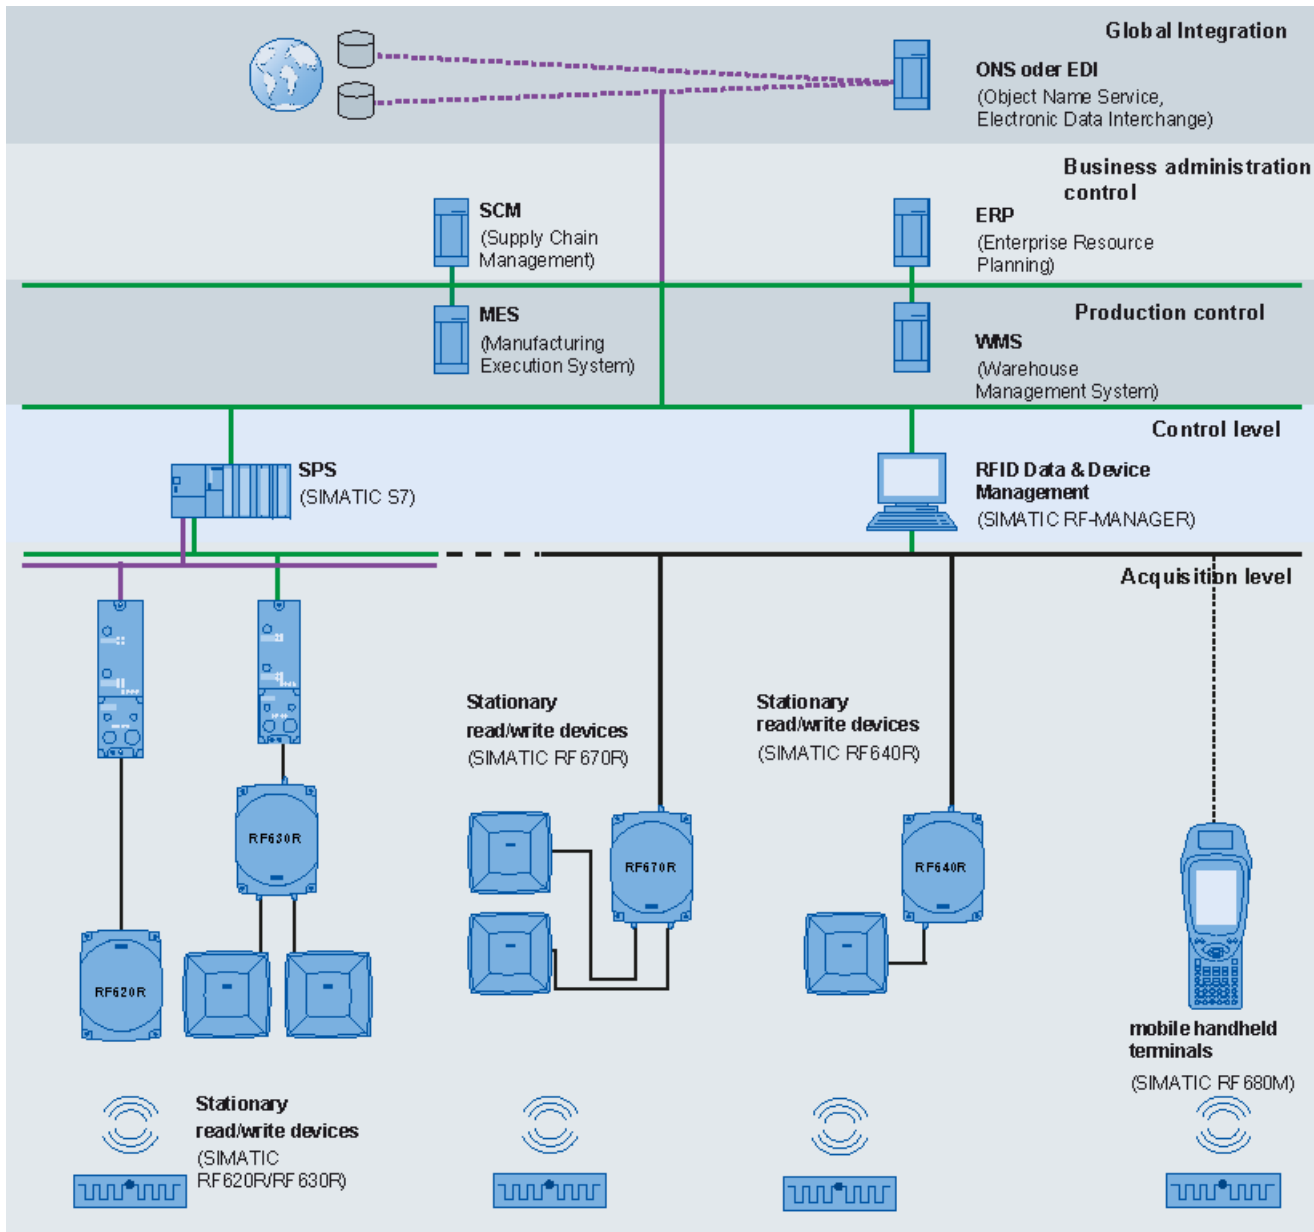 Global Integration
ONS oder EDI
(Object Name Service,
Electronic Data Interchange)
Business administration
control
SCM
(Supply Chain
Management)
ERP
(Enterprise Resource
Planning)
Production control
MES
(Manufacturing
Execution System)
WMS
(Warehouse
Management System)
Control level
SPS
(SIMATIC S7)
RFID Data & Device
Management
(SIMATIC RF-MANAGER)
Acquisition level
Stationary
read/write devices
(SIMATIC RF670R)
Stationary
read/write devices
(SIMATIC RF640R)
RF630R
RF670R
RF640R
RF620R
mobile handheld
terminals
(SIMATIC RF680M)
Stationary
read/write devices
(SIMATIC
RF620R/RF630R)